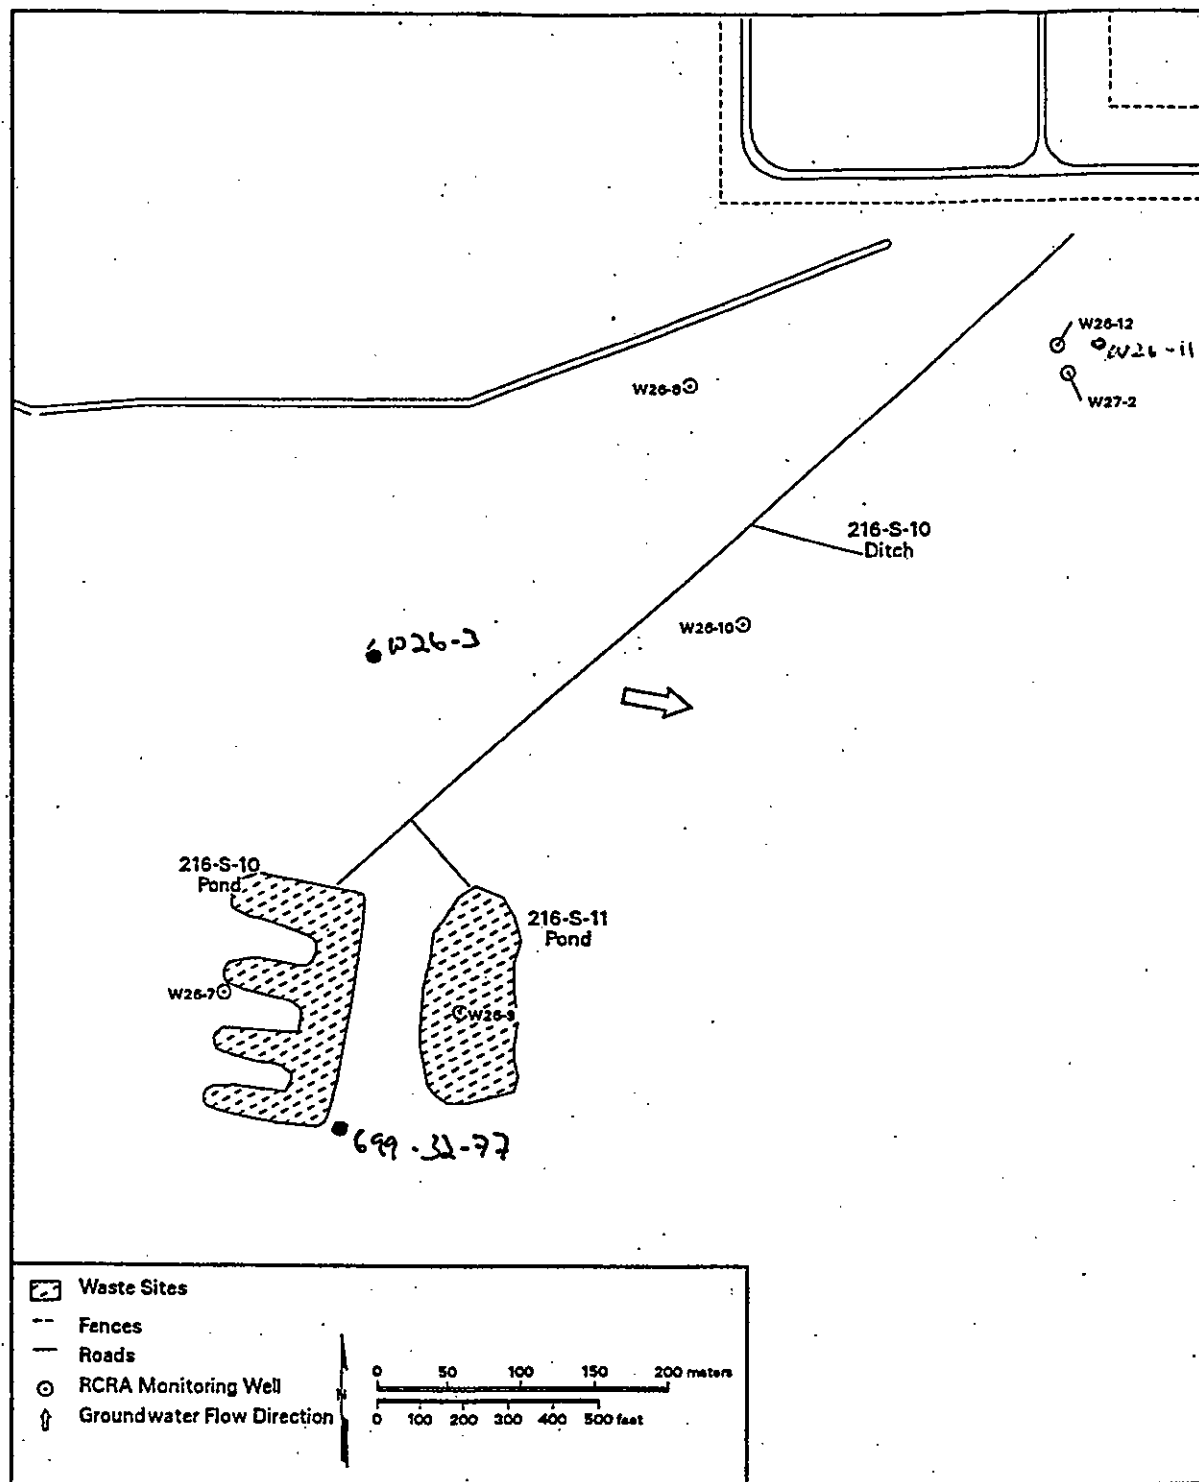 W26-12
W26-11
W26-8
W27-2
216-S-10
Ditch
W26-10
W26-3
216-S-10
Pond
216-S-11
Pond
W26-7
W26-9
699-32-77
Waste Sites
Fences
Roads
RCRA Monitoring Well
Groundwater Flow Direction
N
0 50 100 150 200 meters
0 100 200 300 400 500 feet